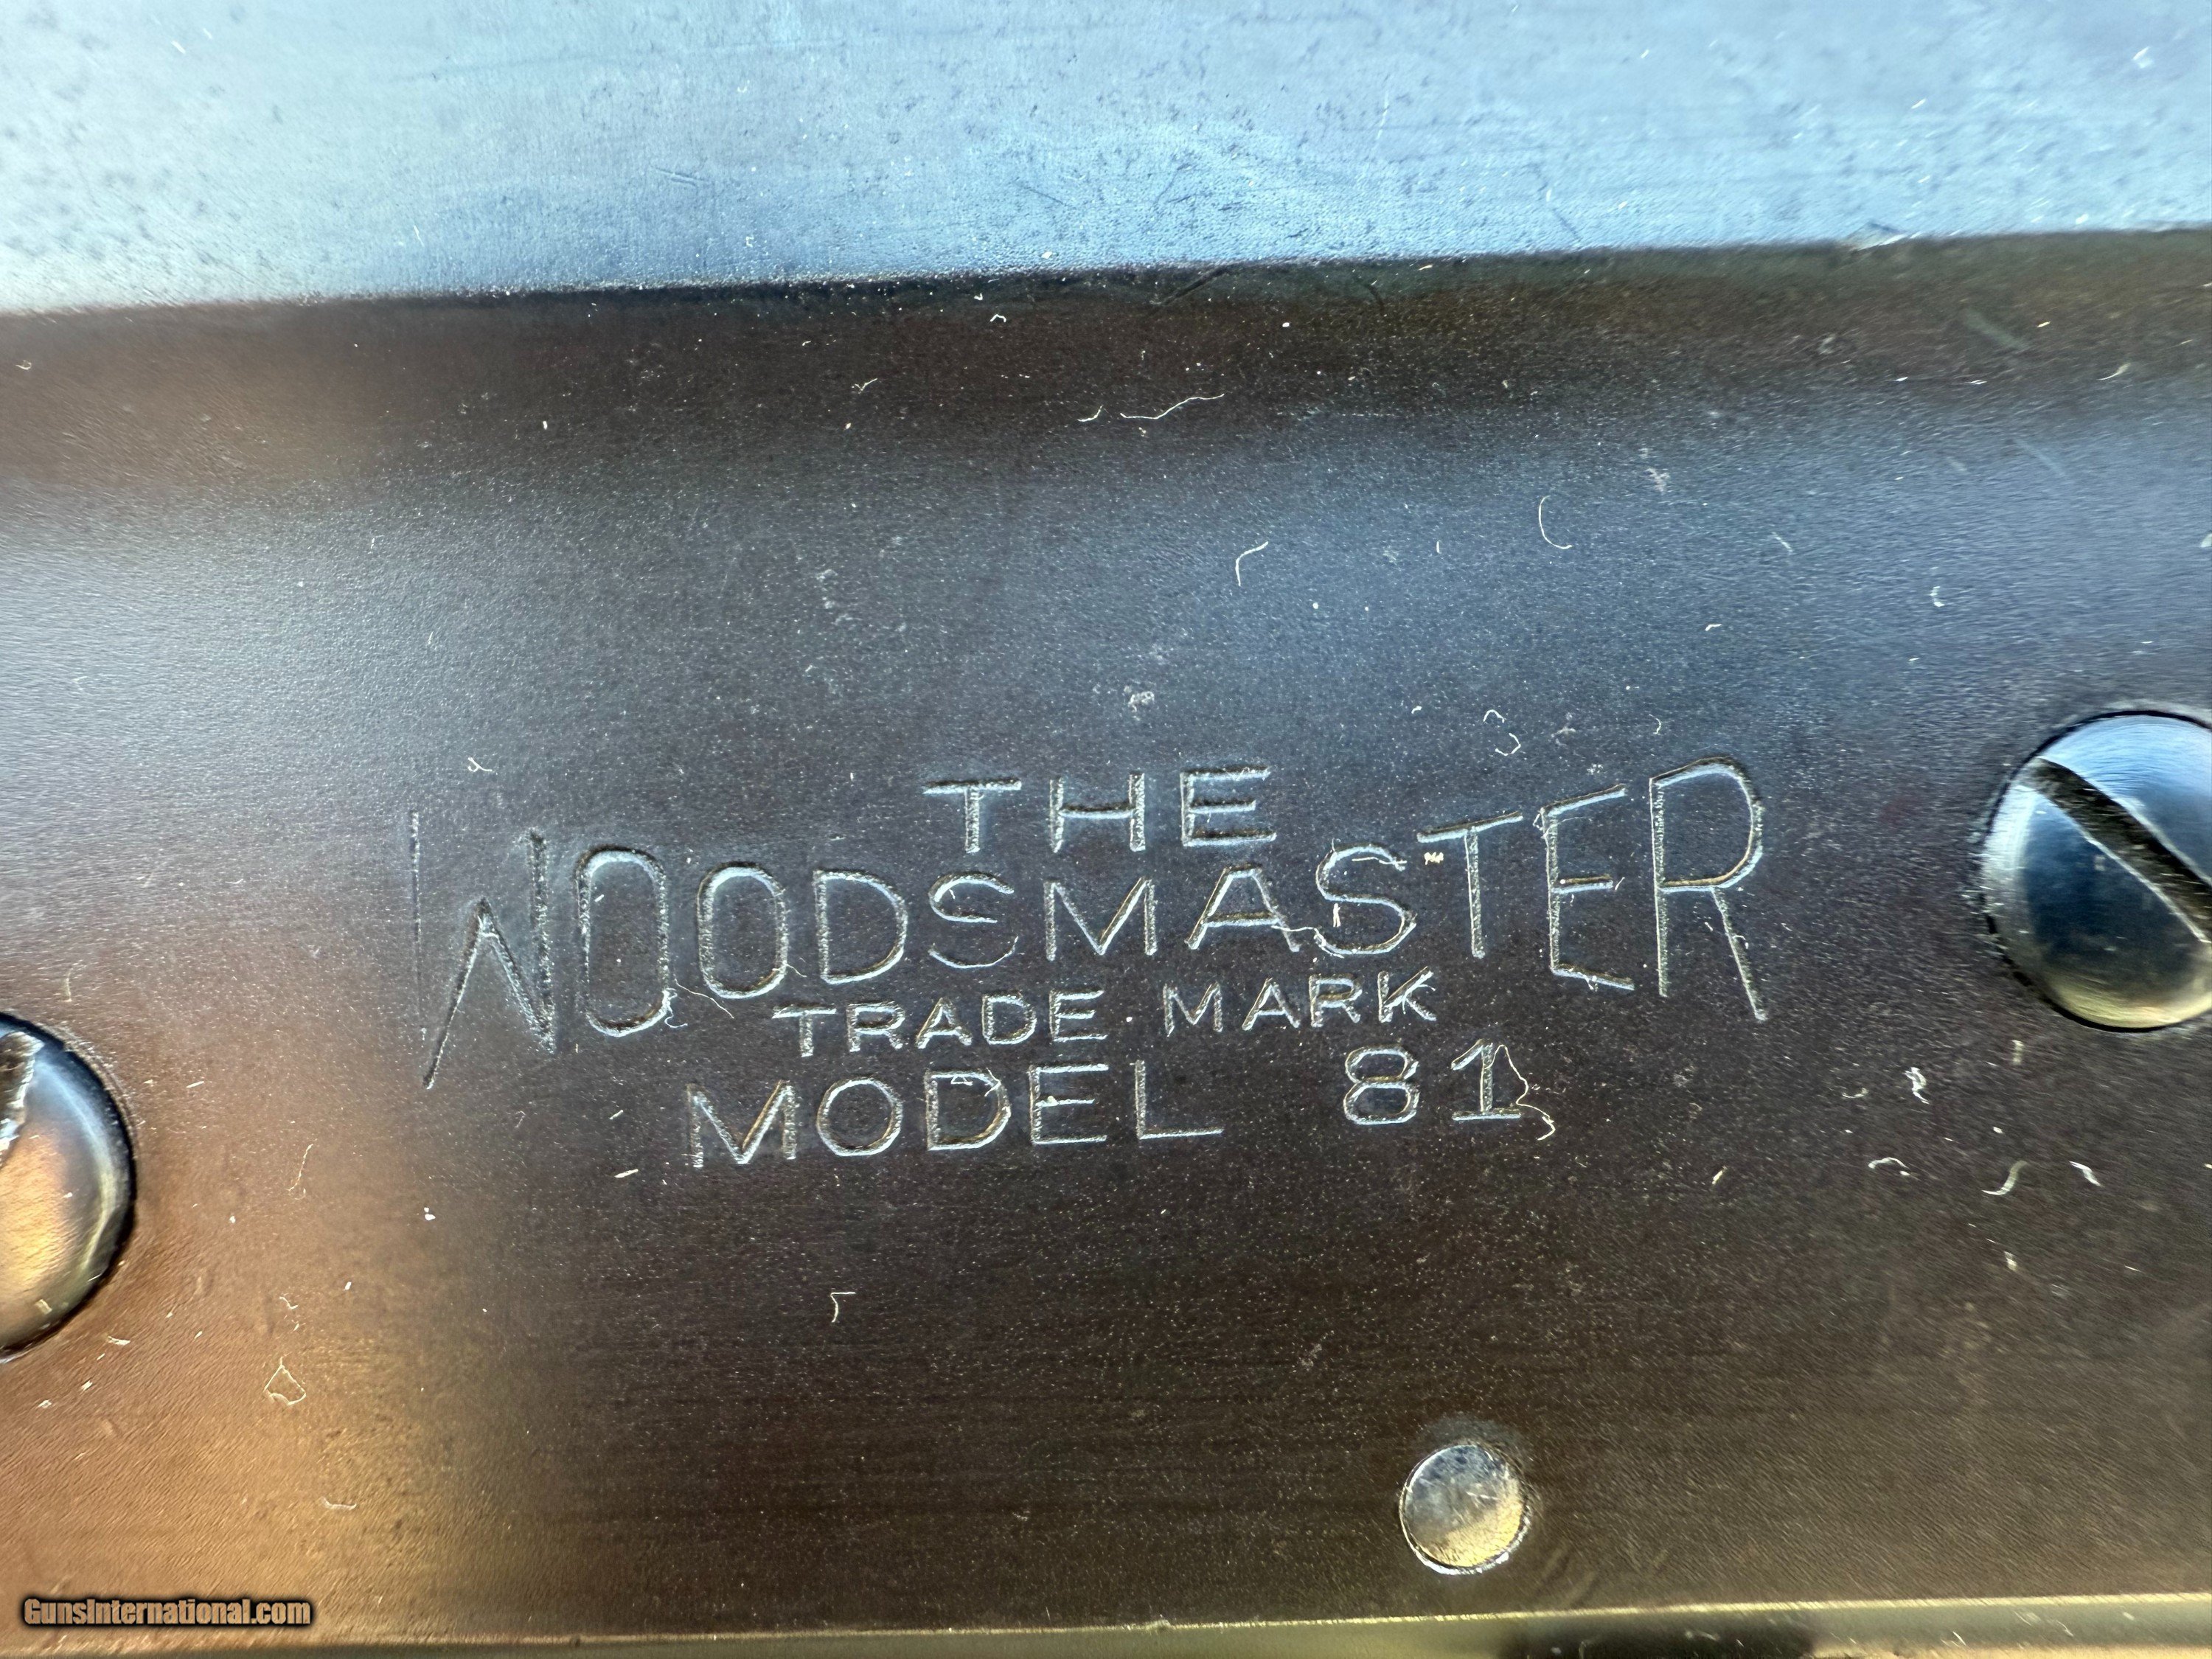 THE
WOODSMASTER
TRADE MARK
MODEL 81
GunsInternational.com